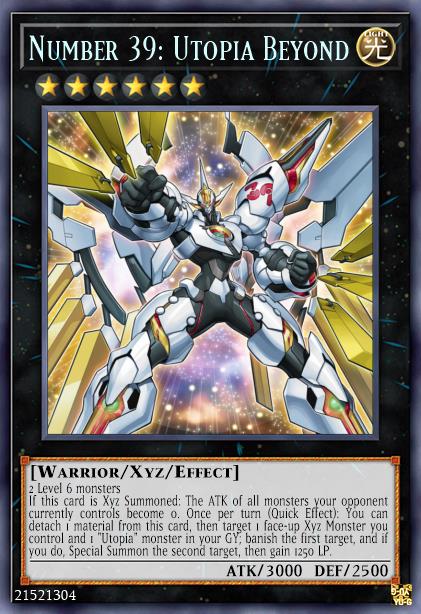 Number 39: Utopia Beyond
LIGHT
光
39
[Warrior/Xyz/Effect]
2 Level 6 monsters
If this card is Xyz Summoned: The ATK of all monsters your opponent
currently controls become 0. Once per turn (Quick Effect): You can
detach 1 material from this card, then target 1 face-up Xyz Monster you
control and 1 "Utopia" monster in your GY; banish the first target, and if
you do, Special Summon the second target, then gain 1250 LP.
ATK/3000 DEF/2500
21521304